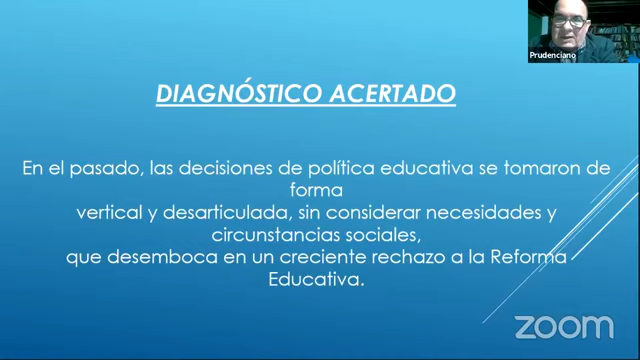 Prudenciano
DIAGNÓSTICO ACERTADO
En el pasado, las decisiones de política educativa se tomaron de
forma
vertical y desarticulada, sin considerar necesidades y
circunstancias sociales,
que desemboca en un creciente rechazo a la Reforma
Educativa.
zoom